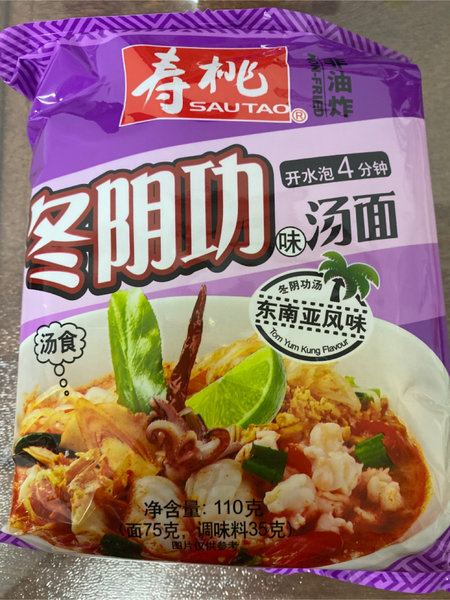 寿桃
SAUTAO®
非油炸
NON-FRIED
开水泡4分钟
冬阴功味汤面
冬阴功汤
东南亚风味
Tom Yum Kung Flavour
汤食
净含量: 110克
(面75克, 调味料35克)
图片仅供参考